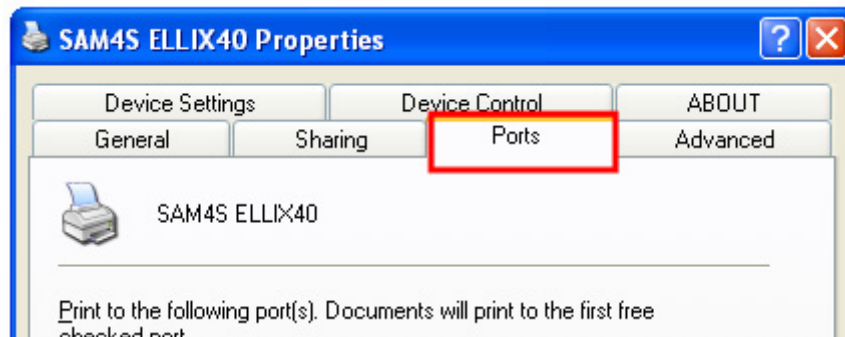 SAM4S ELLIX40 Properties
Device Settings Device Control ABOUT
General Sharing Ports Advanced
SAM4S ELLIX40
Print to the following port(s). Documents will print to the first free
checked port.